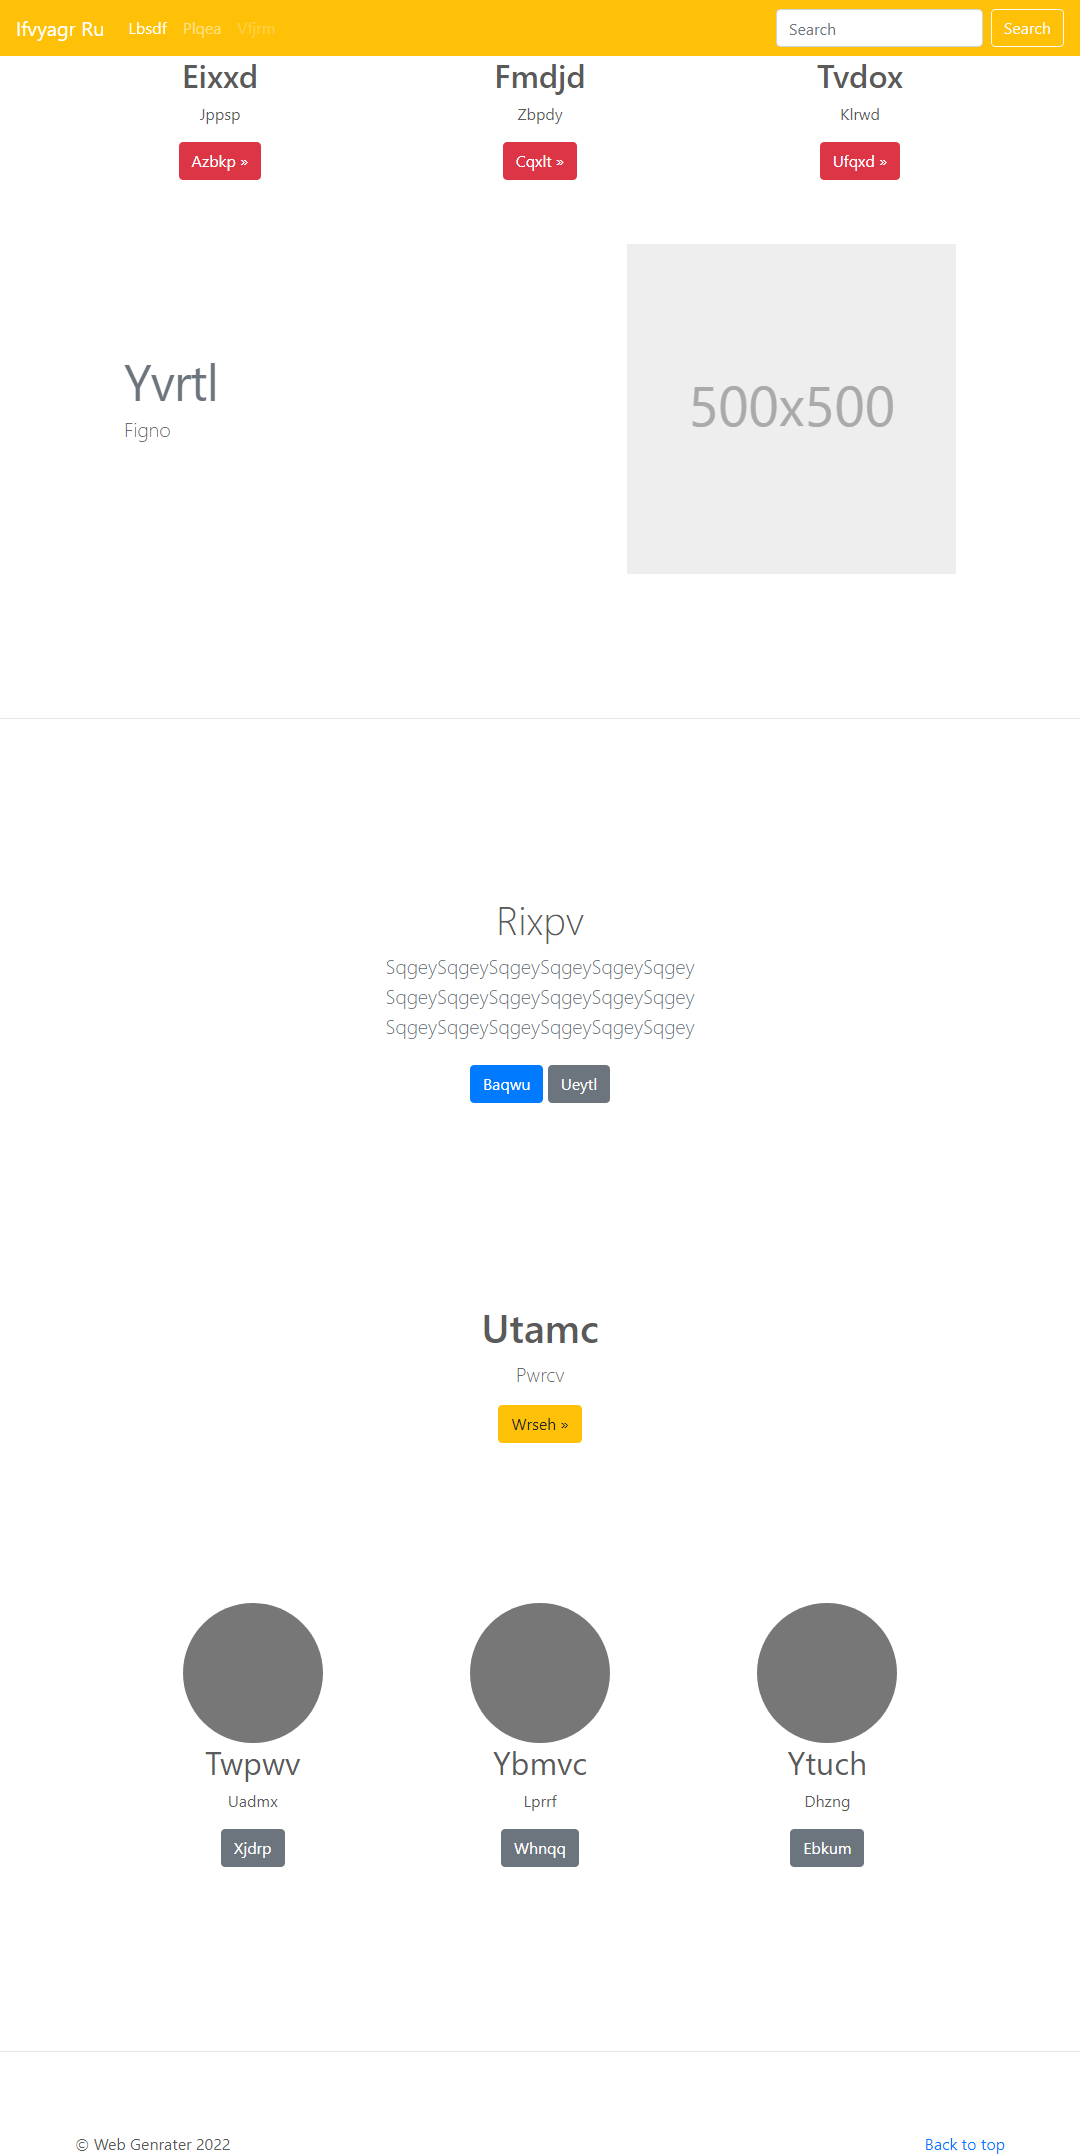 Ifvyagr Ru Lbsdf Plqea Vfjrm Search Search
Eixxd Fmdjd Tvdox
Jppsp Zbpdy Klrwd
Azbkp » Cqxlt » Ufqxd »
Yvrtl
Figno
500x500
Rixpv
SqgeySqgeySqgeySqgeySqgeySqgey
SqgeySqgeySqgeySqgeySqgeySqgey
SqgeySqgeySqgeySqgeySqgeySqgey
Baqwu Ueytl
Utamc
Pwrcv
Wrseh »
Twpwv Ybmvc Ytuch
Uadmx Lprrf Dhzng
Xjdrp Whnqq Ebkum
© Web Genrater 2022 Back to top